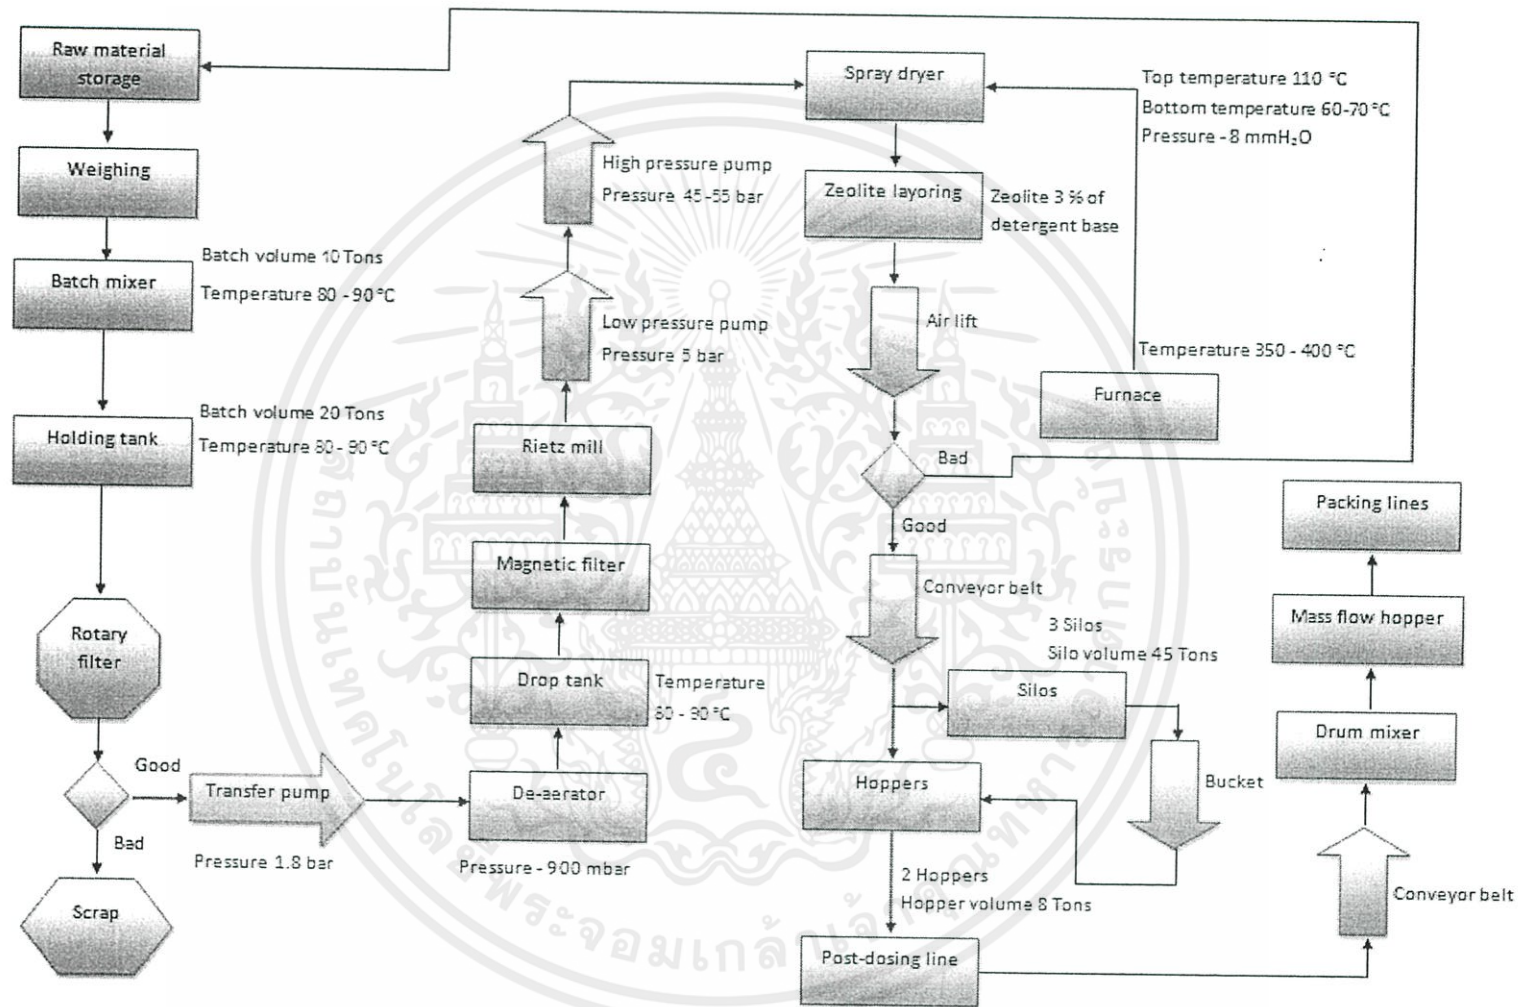 Raw material
storage
Weighing
Batch mixer
Batch volume 10 Tons
Temperature 80 - 90 °C
Holding tank
Batch volume 20 Tons
Temperature 80 - 90 °C
Rotary
filter
Good
Bad
Scrap
Transfer pump
Pressure 1.8 bar
De-aerator
Pressure - 900 mbar
Drop tank
Temperature
80 - 90 °C
Magnetic filter
Rietz mill
Low pressure pump
Pressure 5 bar
High pressure pump
Pressure 45-55 bar
Spray dryer
Top temperature 110 °C
Bottom temperature 60-70 °C
Pressure - 8 mmH₂O
Zeolite layoring
Zeolite 3 % of
detergent base
Air lift
Temperature 350 - 400 °C
Furnace
Bad
Good
Conveyor belt
3 Silos
Silo volume 45 Tons
Silos
Bucket
Hoppers
2 Hoppers
Hopper volume 8 Tons
Post-dosing line
Conveyor belt
Drum mixer
Mass flow hopper
Packing lines